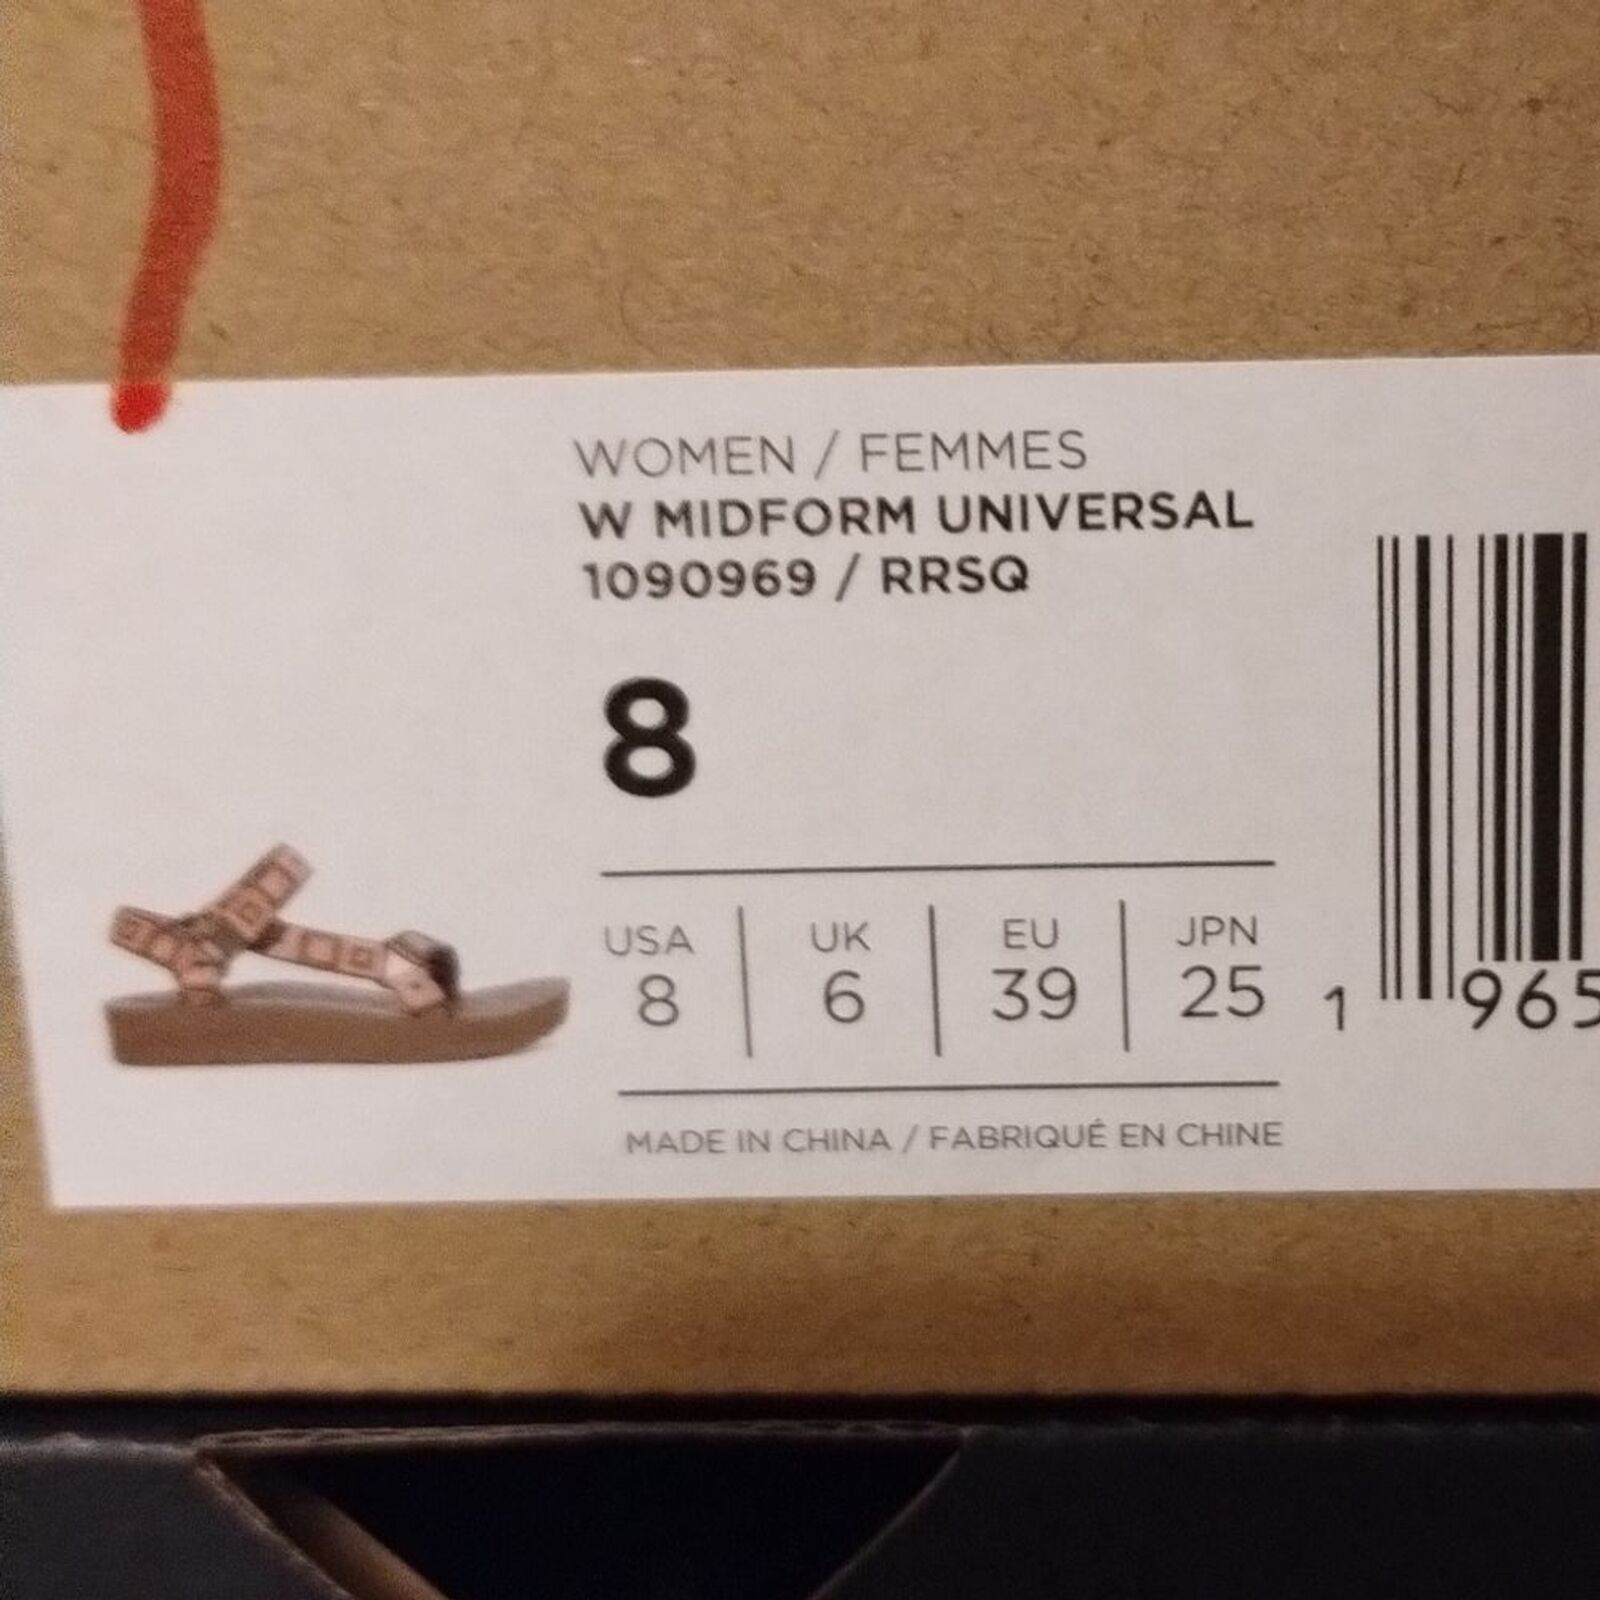 WOMEN / FEMMES
W MIDFORM UNIVERSAL
1090969 / RRSQ
8
USA UK EU JPN
8 6 39 25
1 965
MADE IN CHINA / FABRIQUÉ EN CHINE